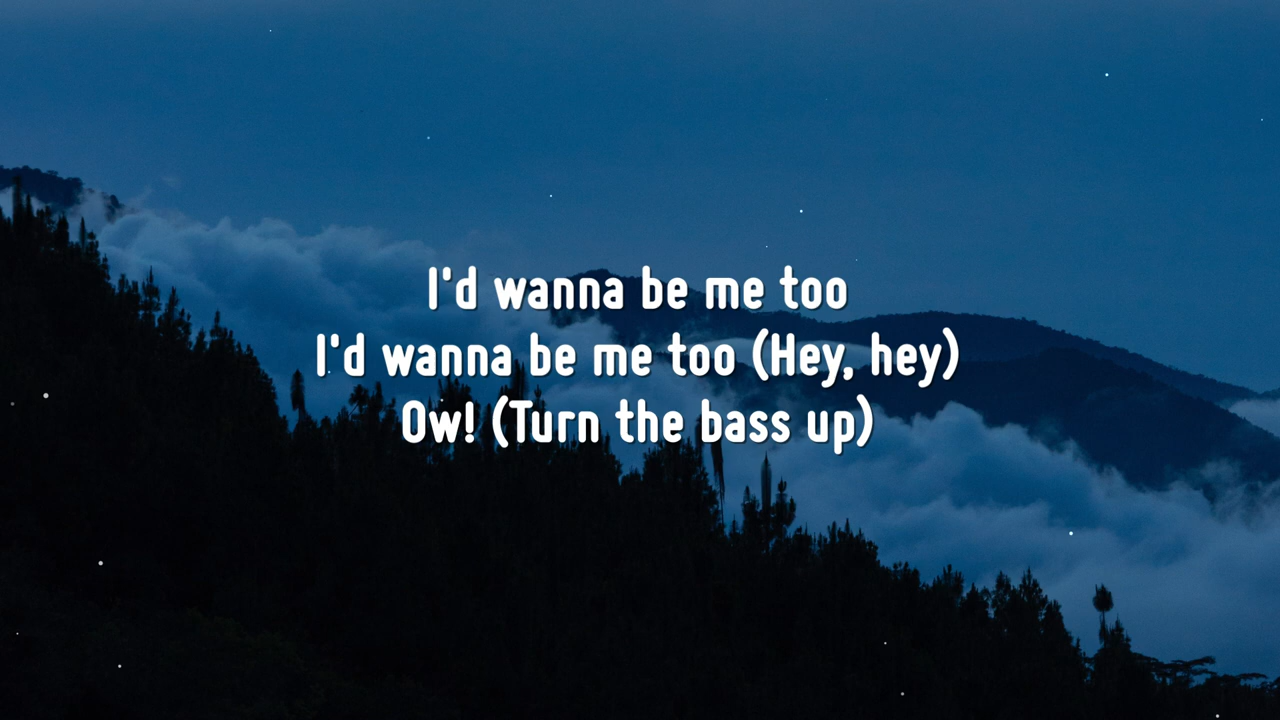 I'd wanna be me too
I'd wanna be me too (Hey, hey)
Ow! (Turn the bass up)